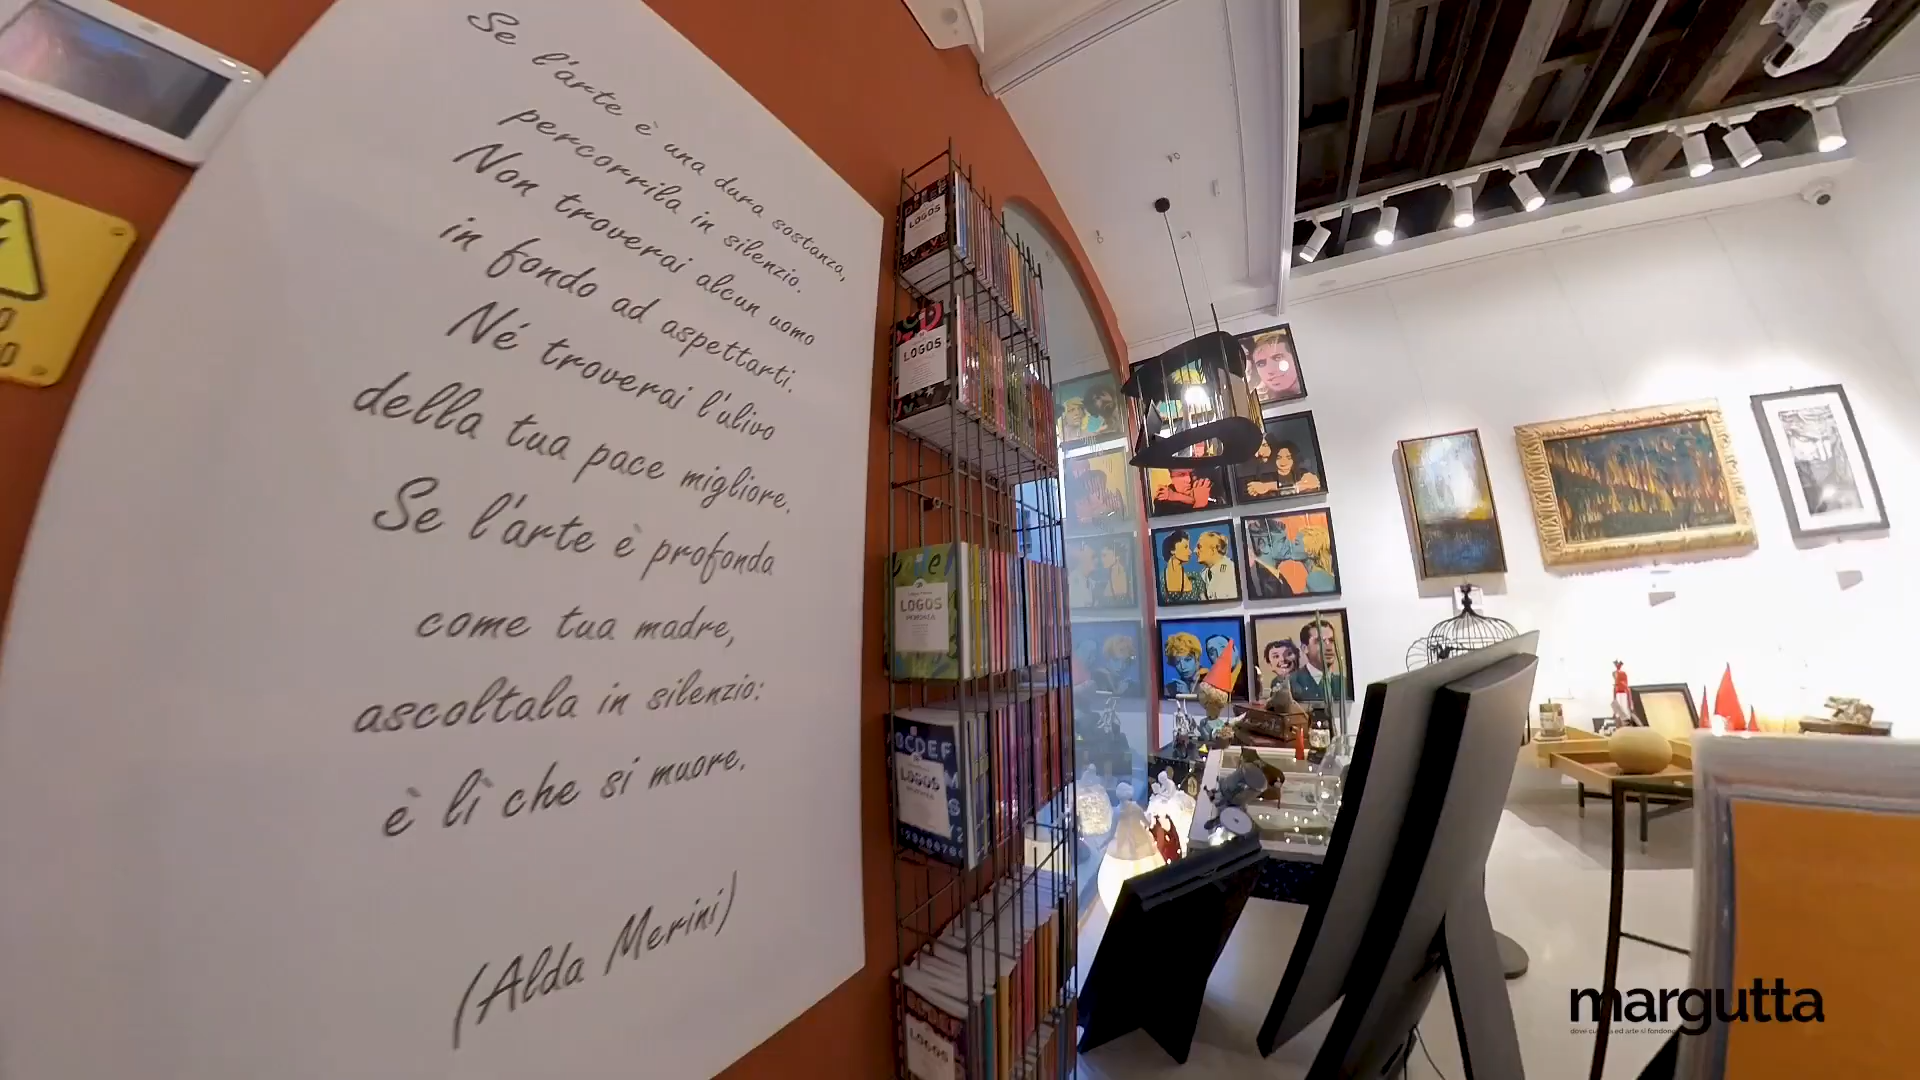 Se l'arte è una dura sostanza,
percorrila in silenzio.
Non troverai alcun uomo
in fondo ad aspettarti.
Né troverai l'ulivo
della tua pace migliore.
Se l'arte è profonda
come tua madre,
ascoltala in silenzio:
è lì che si muore.
(Alda Merini)
LOGOS
LOGOS
LOGOS
LOGOS
LOGOS
margutta